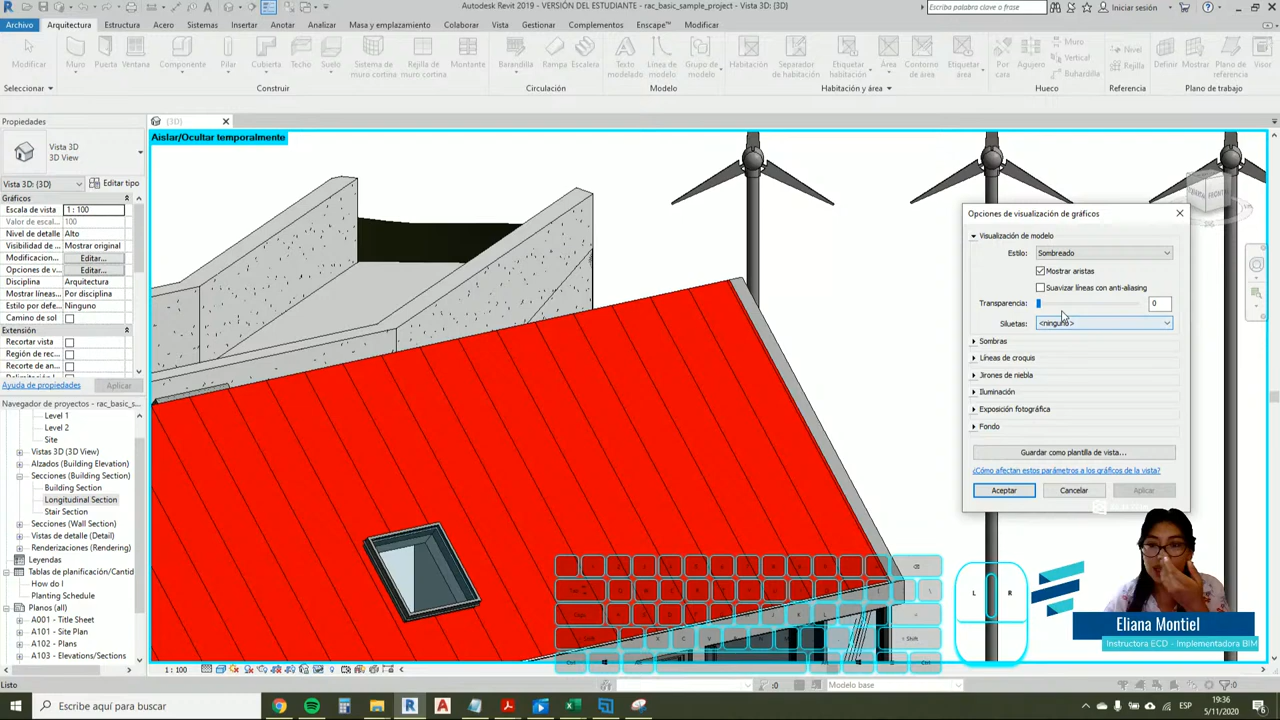 Autodesk Revit 2019 - VERSIÓN DEL ESTUDIANTE - rac_basic_sample_project - Vista 3D: {3D}
Escriba palabra clave o frase
Iniciar sesión
Archivo Arquitectura Estructura Acero Sistemas Insertar Anotar Analizar Masa y emplazamiento Colaborar Vista Gestionar Complementos Enscape™ Modificar
Modificar Muro Puerta Ventana Componente Pilar Cubierta Techo Suelo Sistema de muro cortina Rejilla de muro cortina Montante Barandilla Rampa Escalera Texto modelado Línea de modelo Grupo de modelo Habitación Separador de habitación Etiquetar habitación Área Contorno de área Etiquetar área Por cara Agujero Muro Vertical Buhardilla Nivel Rejilla Definir Mostrar Plano de referencia Visor
Seleccionar Construir Circulación Modelo Habitación y área Hueco Referencia Plano de trabajo
Propiedades
{3D}
Vista 3D
3D View
Vista 3D: {3D} Editar tipo
Gráficos
Escala de vista 1 : 100
Valor de escal... 100
Nivel de detalle Alto
Visibilidad de ... Mostrar original
Modificacion... Editar...
Opciones de v... Editar...
Disciplina Arquitectura
Mostrar líneas... Por disciplina
Estilo por defe... Ninguno
Camino de sol
Extensión
Recortar vista
Región de rec...
Recorte de an...
Ayuda de propiedades Aplicar
Navegador de proyectos - rac_basic_s...
Level 1
Level 2
Site
Vistas 3D (3D View)
Alzados (Building Elevation)
Secciones (Building Section)
Building Section
Longitudinal Section
Stair Section
Secciones (Wall Section)
Vistas de detalle (Detail)
Renderizaciones (Rendering)
Leyendas
Tablas de planificación/Cantid
How do I
Planting Schedule
Planos (all)
A001 - Title Sheet
A101 - Site Plan
A102 - Plans
A103 - Elevations/Sections
Aislar/Ocultar temporalmente
Opciones de visualización de gráficos
Visualización de modelo
Estilo: Sombreado
Mostrar aristas
Suavizar líneas con anti-aliasing
Transparencia: 0
Siluetas: <ninguno>
Sombras
Líneas de croquis
Jirones de niebla
Iluminación
Exposición fotográfica
Fondo
Guardar como plantilla de vista...
¿Cómo afectan estos parámetros a los gráficos de la vista?
Aceptar Cancelar Aplicar
L R
Eliana Montiel
Instructora ECD - Implementadora BIM
1 : 100
Listo
:0
Modelo base
:0
Escribe aquí para buscar
ESP
19:36
5/11/2020